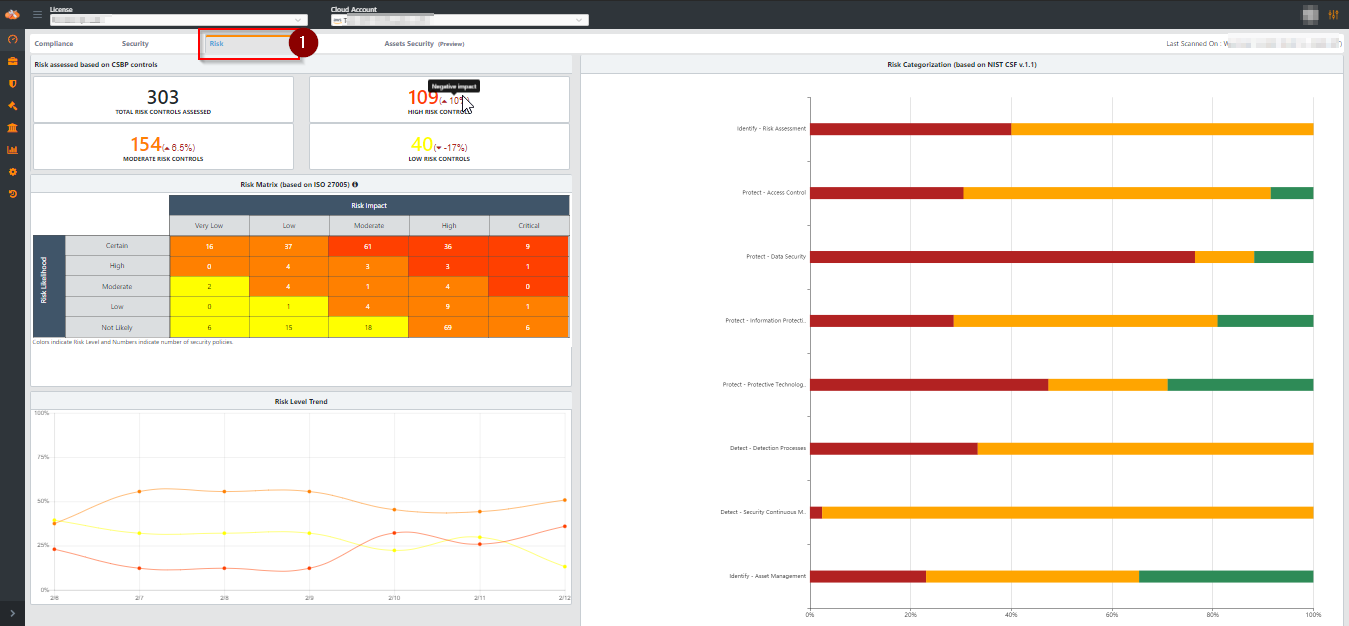 License
Cloud Account
Compliance
Security
Risk
1
Assets Security (Preview)
Last Scanned On :
Risk assessed based on CSBP controls
303
TOTAL RISK CONTROLS ASSESSED
Negative impact
109(▲ 10%
HIGH RISK CONTROLS
154(▲ 6.6%)
MODERATE RISK CONTROLS
40(▼ -17%)
LOW RISK CONTROLS
Risk Matrix (based on ISO 27005)
Risk Impact
Very Low Low Moderate High Critical
Risk Likelihood
Certain 16 37 61 36 9
High 0 4 3 3 1
Moderate 2 4 1 4 0
Low 0 1 4 9 1
Not Likely 6 15 18 69 6
Colors indicate Risk Level and Numbers indicate number of security policies.
Risk Level Trend
100%
75%
50%
25%
0%
2/6 2/7 2/8 2/9 2/10 2/11 2/12
Risk Categorization (based on NIST CSF v.1.1)
Identify - Risk Assessment
Protect - Access Control
Protect - Data Security
Protect - Information Protecti..
Protect - Protective Technolog..
Detect - Detection Processes
Detect - Security Continuous M..
Identify - Asset Management
0% 20% 40% 60% 80% 100%